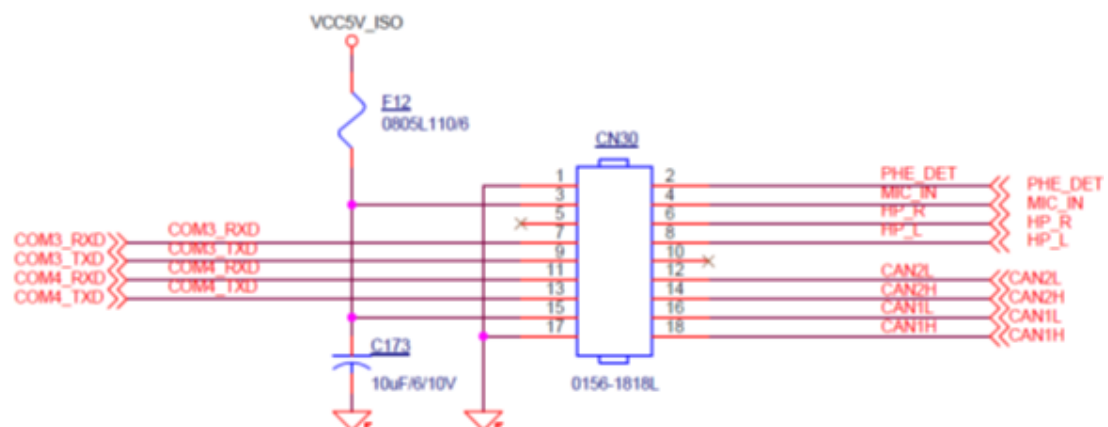 VCC5V_ISO
F12
0805L110/6
CN30
1 2 PHE_DET PHE_DET
3 4 MIC_IN MIC_IN
5 6 HP_R HP_R
COM3_RXD COM3_RXD 7 8 HP_L HP_L
COM3_TXD COM3_TXD 9 10
COM4_RXD COM4_RXD 11 12 CAN2L CAN2L
COM4_TXD COM4_TXD 13 14 CAN2H CAN2H
15 16 CAN1L CAN1L
17 18 CAN1H CAN1H
C173
10uF/6/10V
0156-1818L